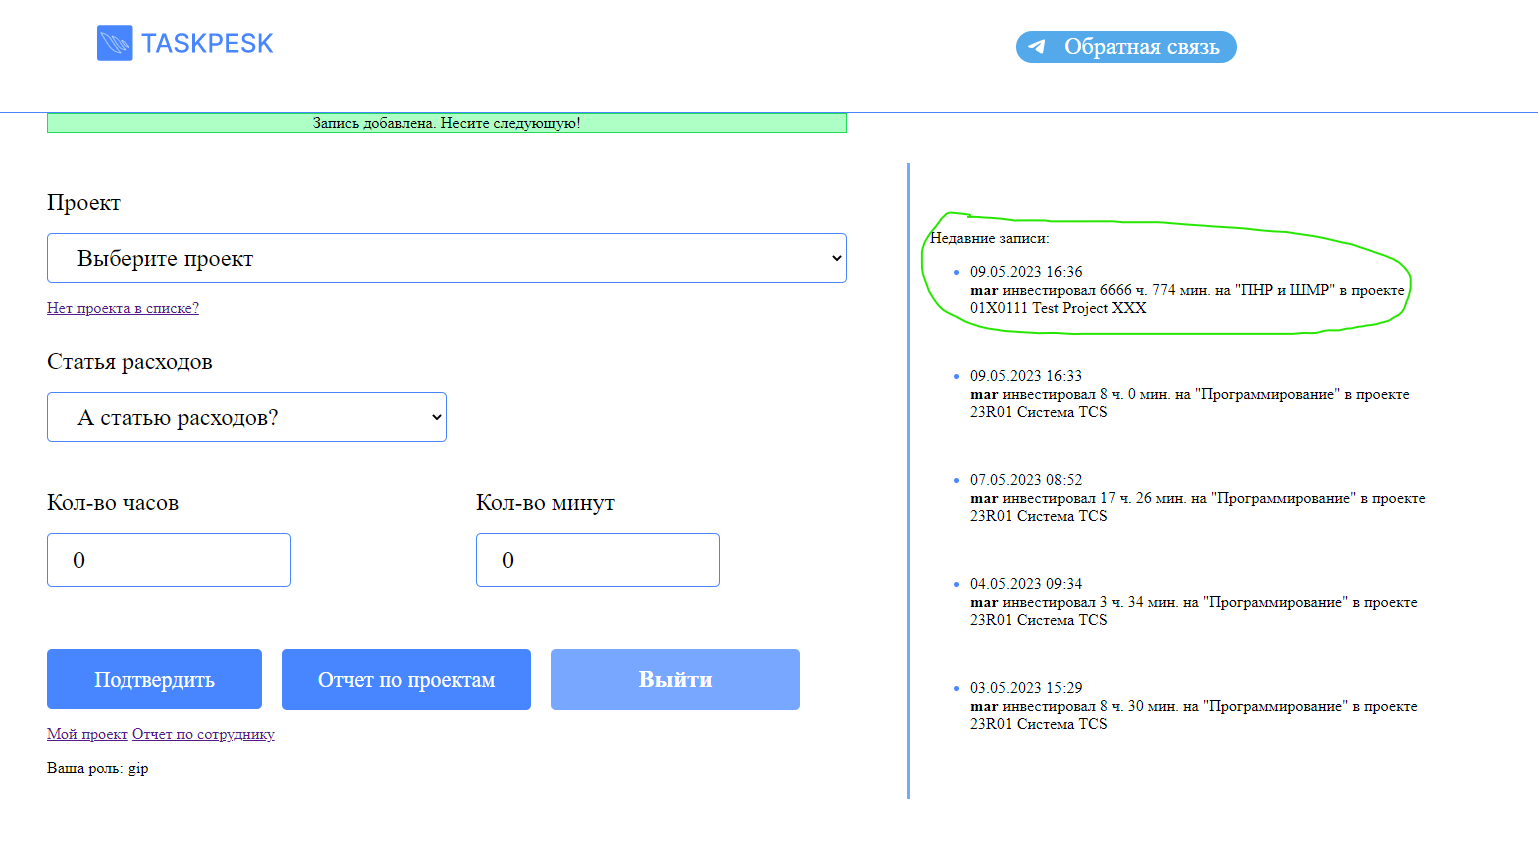 TASKPESK
Обратная связь
Запись добавлена. Несите следующую!
Проект
Выберите проект
Нет проекта в списке?
Статья расходов
А статью расходов?
Кол-во часов
Кол-во минут
0
0
Подтвердить
Отчет по проектам
Выйти
Мой проект Отчет по сотруднику
Ваша роль: gip
Недавние записи:
09.05.2023 16:36
mar инвестировал 6666 ч. 774 мин. на "ПНР и ШМР" в проекте
01X0111 Test Project XXX
09.05.2023 16:33
mar инвестировал 8 ч. 0 мин. на "Программирование" в проекте
23R01 Система TCS
07.05.2023 08:52
mar инвестировал 17 ч. 26 мин. на "Программирование" в проекте
23R01 Система TCS
04.05.2023 09:34
mar инвестировал 3 ч. 34 мин. на "Программирование" в проекте
23R01 Система TCS
03.05.2023 15:29
mar инвестировал 8 ч. 30 мин. на "Программирование" в проекте
23R01 Система TCS